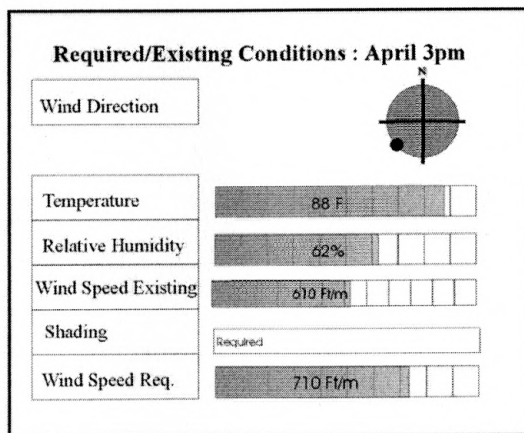 Required/Existing Conditions : April 3pm
N
Wind Direction
Temperature 88 F
Relative Humidity 62%
Wind Speed Existing 610 Ft/m
Shading Required
Wind Speed Req. 710 Ft/m